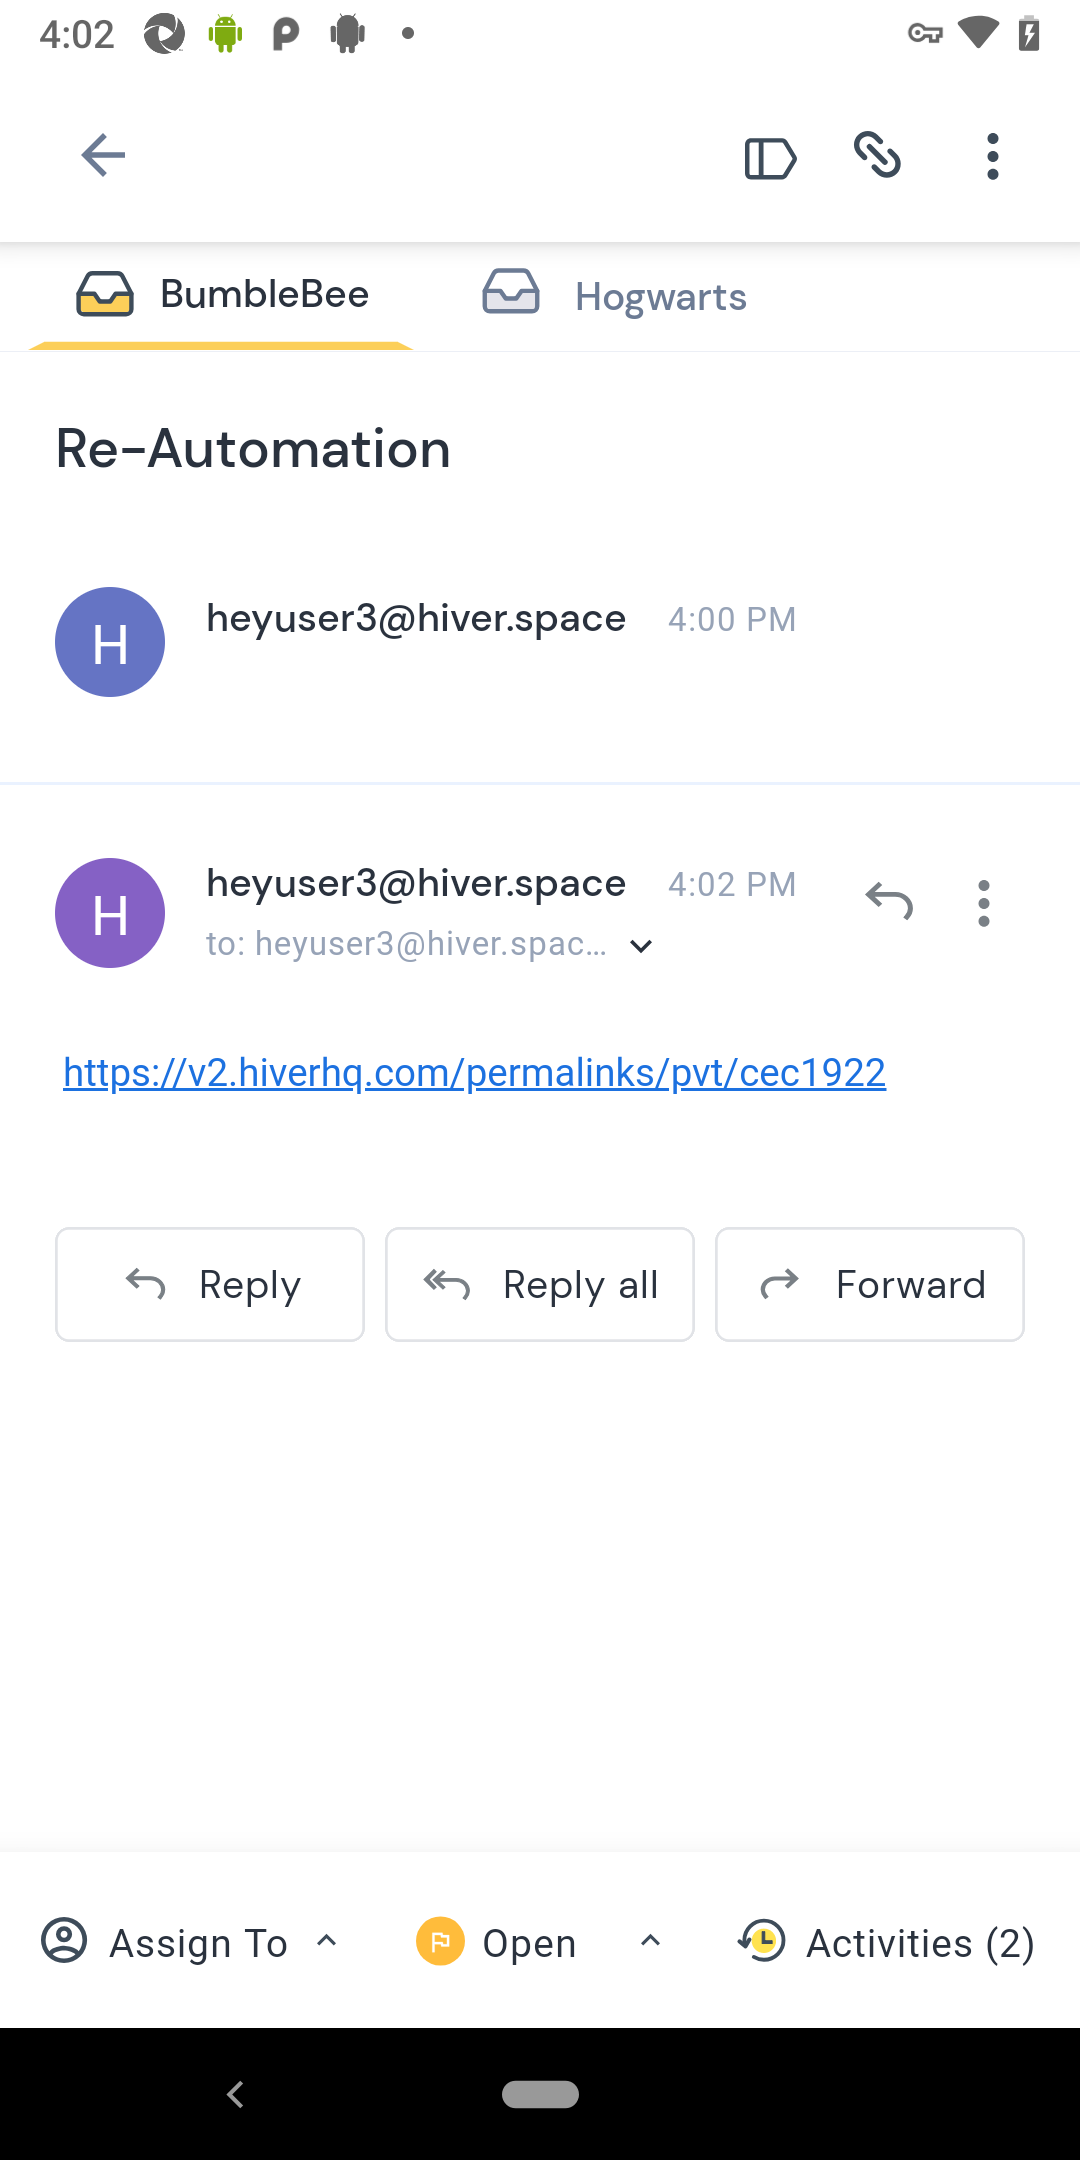 4:02
BumbleBee
Hogwarts
Re-Automation
H
heyuser3@hiver.space 4:00 PM
H
heyuser3@hiver.space 4:02 PM
to: heyuser3@hiver.spac...
https://v2.hiverhq.com/permalinks/pvt/cec1922
Reply
Reply all
Forward
Assign To
Open
Activities (2)